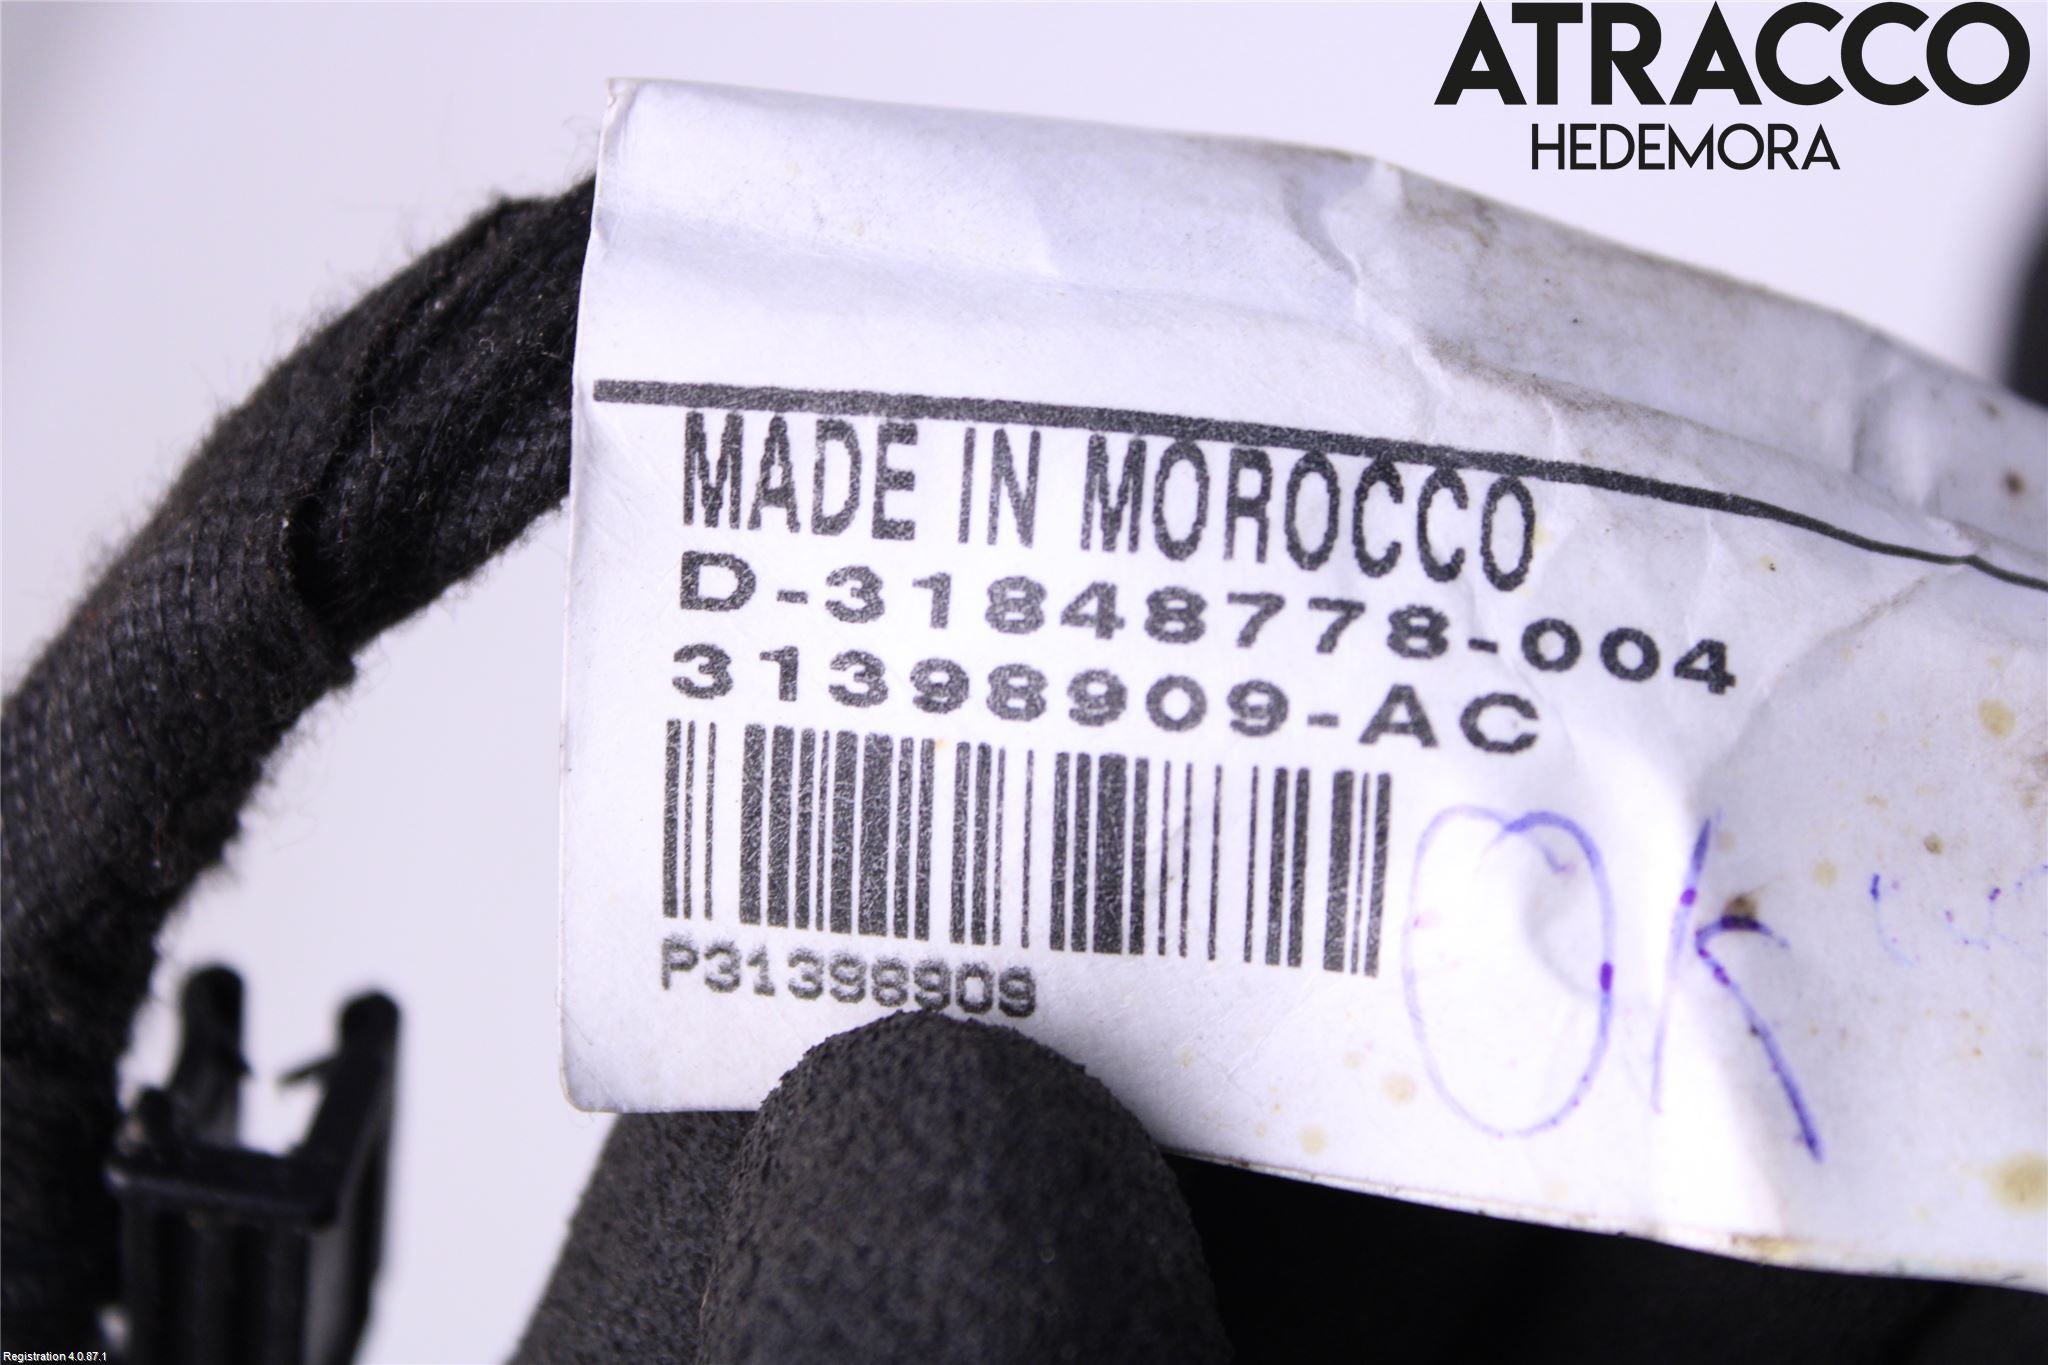 ATRACCO
HEDEMORA
MADE IN MOROCCO
D-31848778-004
31398909-AC
P31398909
OK
Registration 4.0.87.1